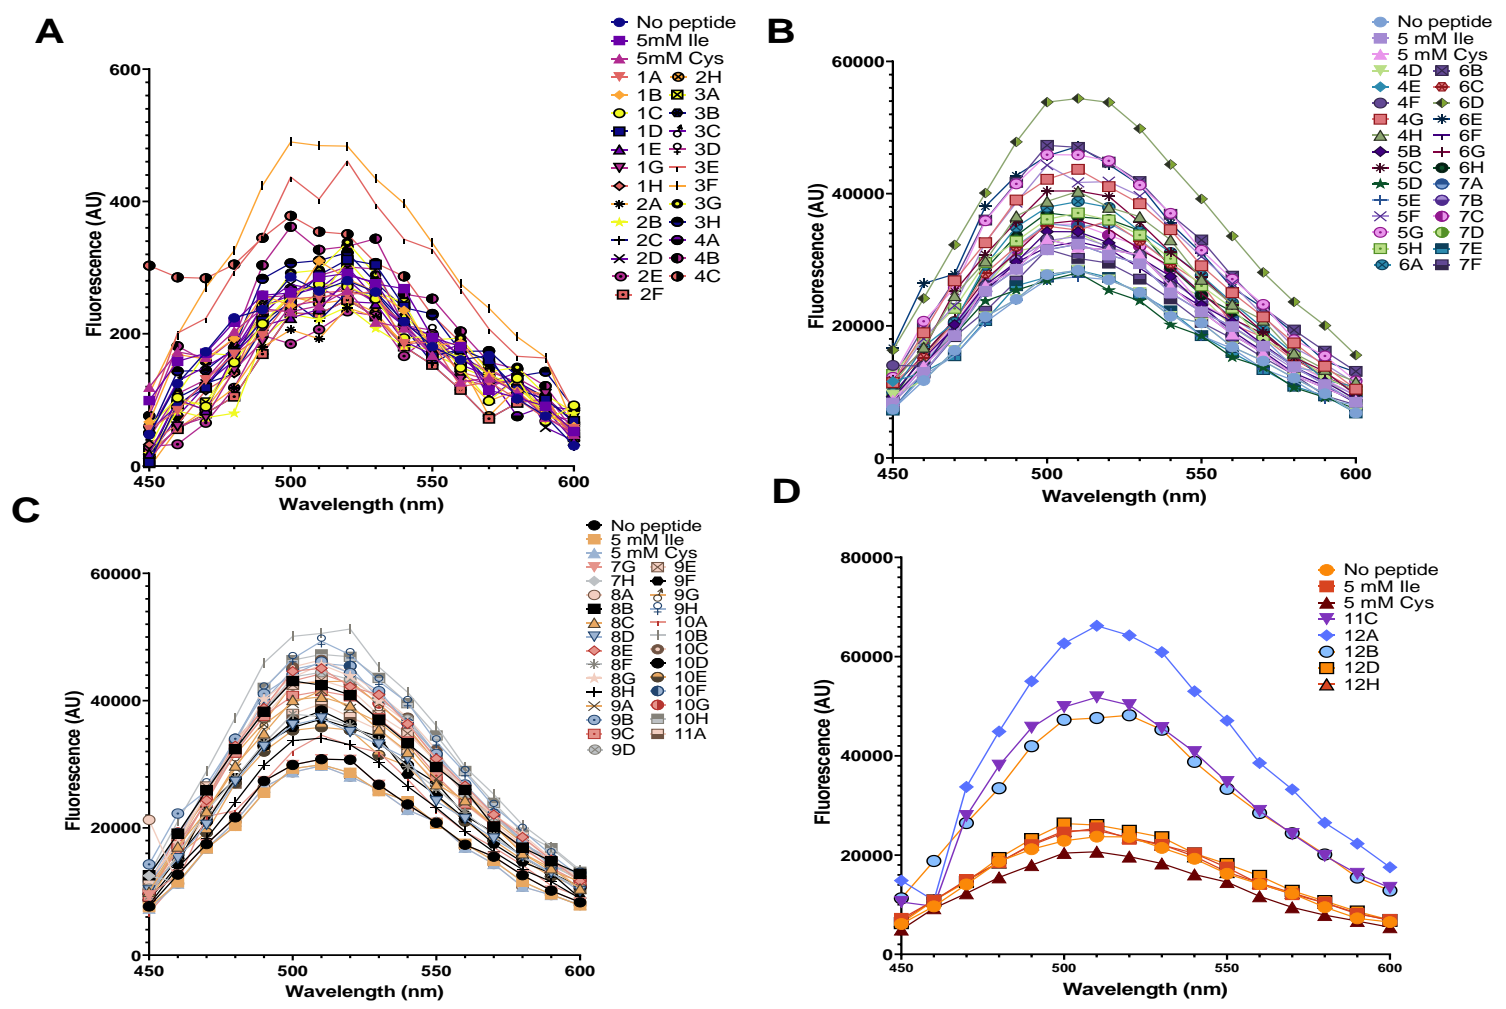 A
No peptide
5mM Ile
5mM Cys
1A 2H
1B 3A
1C 3B
1D 3C
1E 3D
1G 3E
1H 3F
2A 3G
2B 3H
2C 4A
2D 4B
2E 4C
2F
600
400
200
0
450 500 550 600
Fluorescence (AU)
Wavelength (nm)
B
No peptide
5 mM Ile
5 mM Cys
4D 6B
4E 6C
4F 6D
4G 6E
4H 6F
5B 6G
5C 6H
5D 7A
5E 7B
5F 7C
5G 7D
5H 7E
6A 7F
60000
40000
20000
0
450 500 550 600
Fluorescence (AU)
Wavelength (nm)
C
No peptide
5 mM Ile
5 mM Cys
7G 9E
7H 9F
8A 9G
8B 9H
8C 10A
8D 10B
8E 10C
8F 10D
8G 10E
8H 10F
9A 10G
9B 10H
9C 11A
9D
60000
40000
20000
0
450 500 550 600
Fluorescence (AU)
Wavelength (nm)
D
No peptide
5 mM Ile
5 mM Cys
11C
12A
12B
12D
12H
80000
60000
40000
20000
0
450 500 550 600
Fluorescence (AU)
Wavelength (nm)